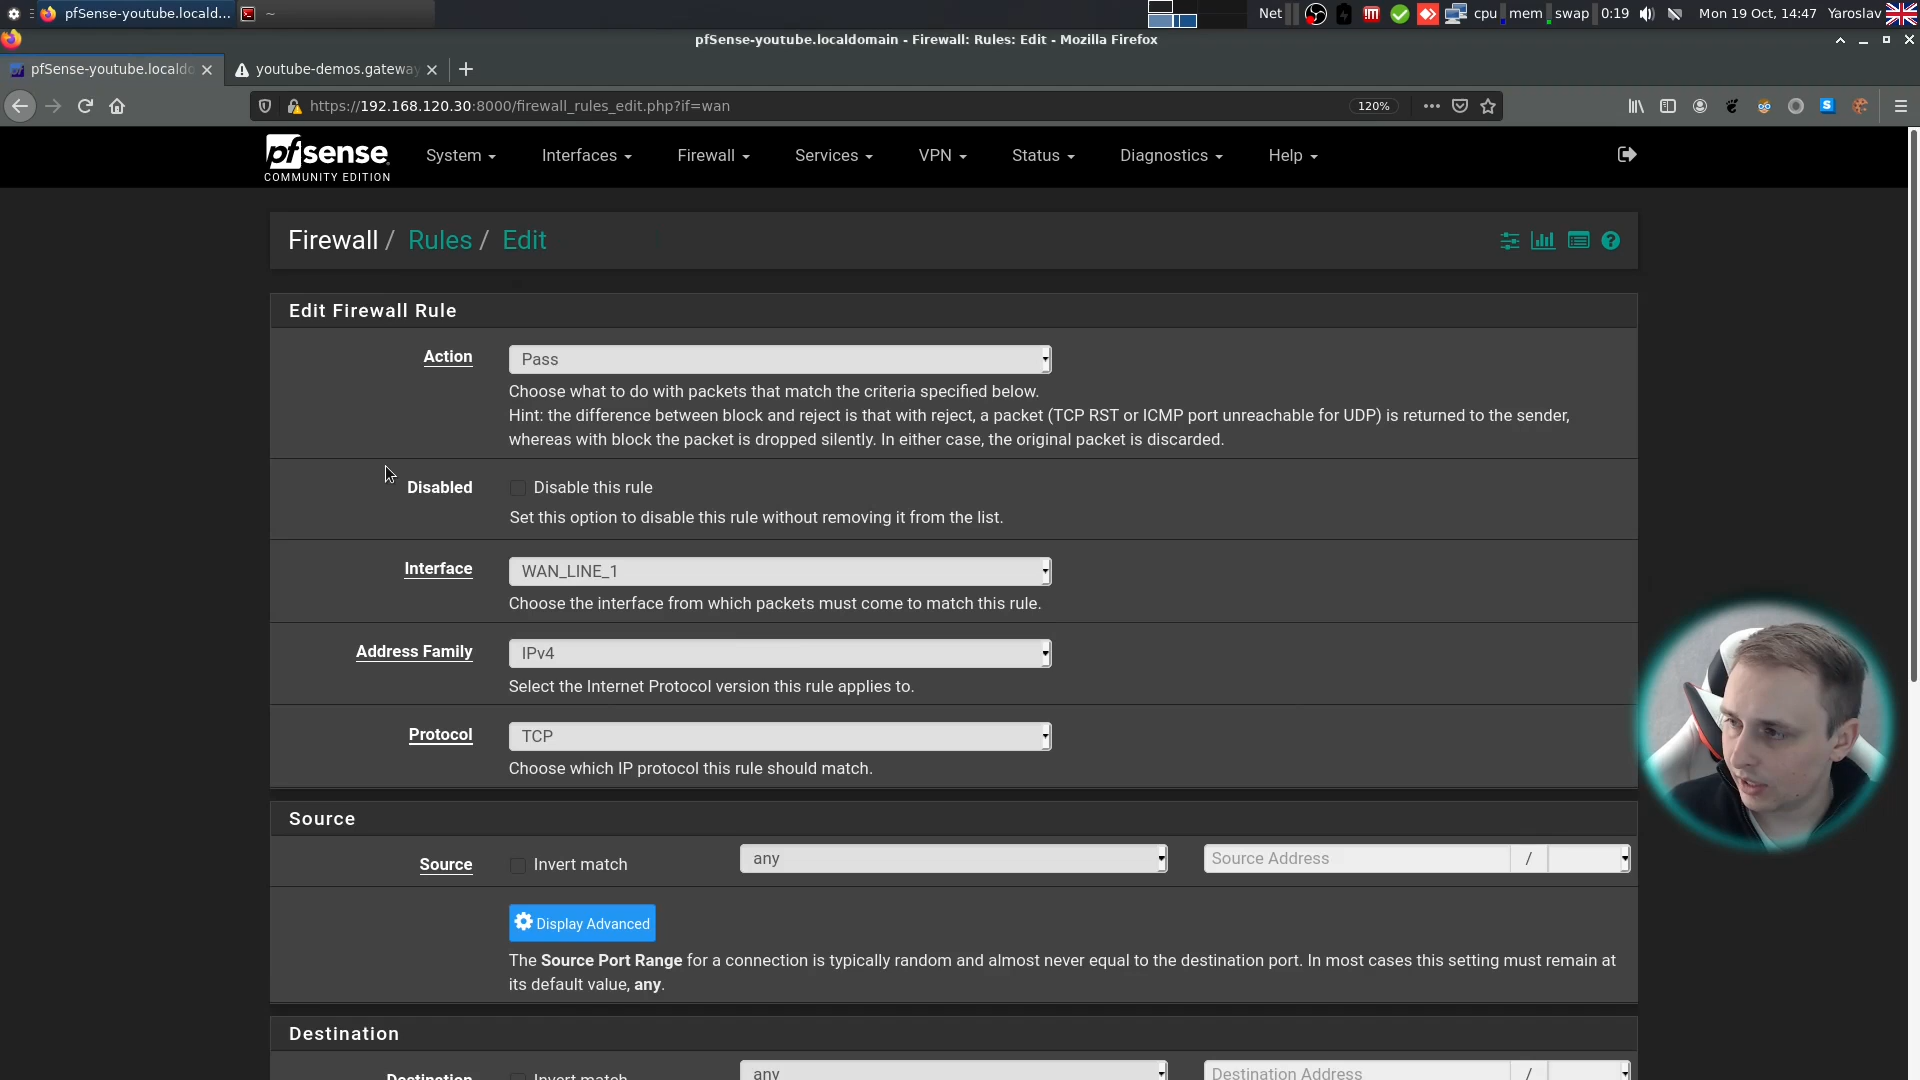 pfSense-youtube.locald...
~
Net
cpu
mem
swap
0:19
Mon 19 Oct, 14:47
Yaroslav
pfSense-youtube.localdomain - Firewall: Rules: Edit - Mozilla Firefox
pfSense-youtube.localdo
youtube-demos.gateway
https://192.168.120.30:8000/firewall_rules_edit.php?if=wan
120%
pfsense
COMMUNITY EDITION
System
Interfaces
Firewall
Services
VPN
Status
Diagnostics
Help
Firewall / Rules / Edit
Edit Firewall Rule
Action
Pass
Choose what to do with packets that match the criteria specified below.
Hint: the difference between block and reject is that with reject, a packet (TCP RST or ICMP port unreachable for UDP) is returned to the sender,
whereas with block the packet is dropped silently. In either case, the original packet is discarded.
Disabled
Disable this rule
Set this option to disable this rule without removing it from the list.
Interface
WAN_LINE_1
Choose the interface from which packets must come to match this rule.
Address Family
IPv4
Select the Internet Protocol version this rule applies to.
Protocol
TCP
Choose which IP protocol this rule should match.
Source
Source
Invert match
any
Source Address
/
Display Advanced
The Source Port Range for a connection is typically random and almost never equal to the destination port. In most cases this setting must remain at
its default value, any.
Destination
Destination
Invert match
any
Destination Address
/